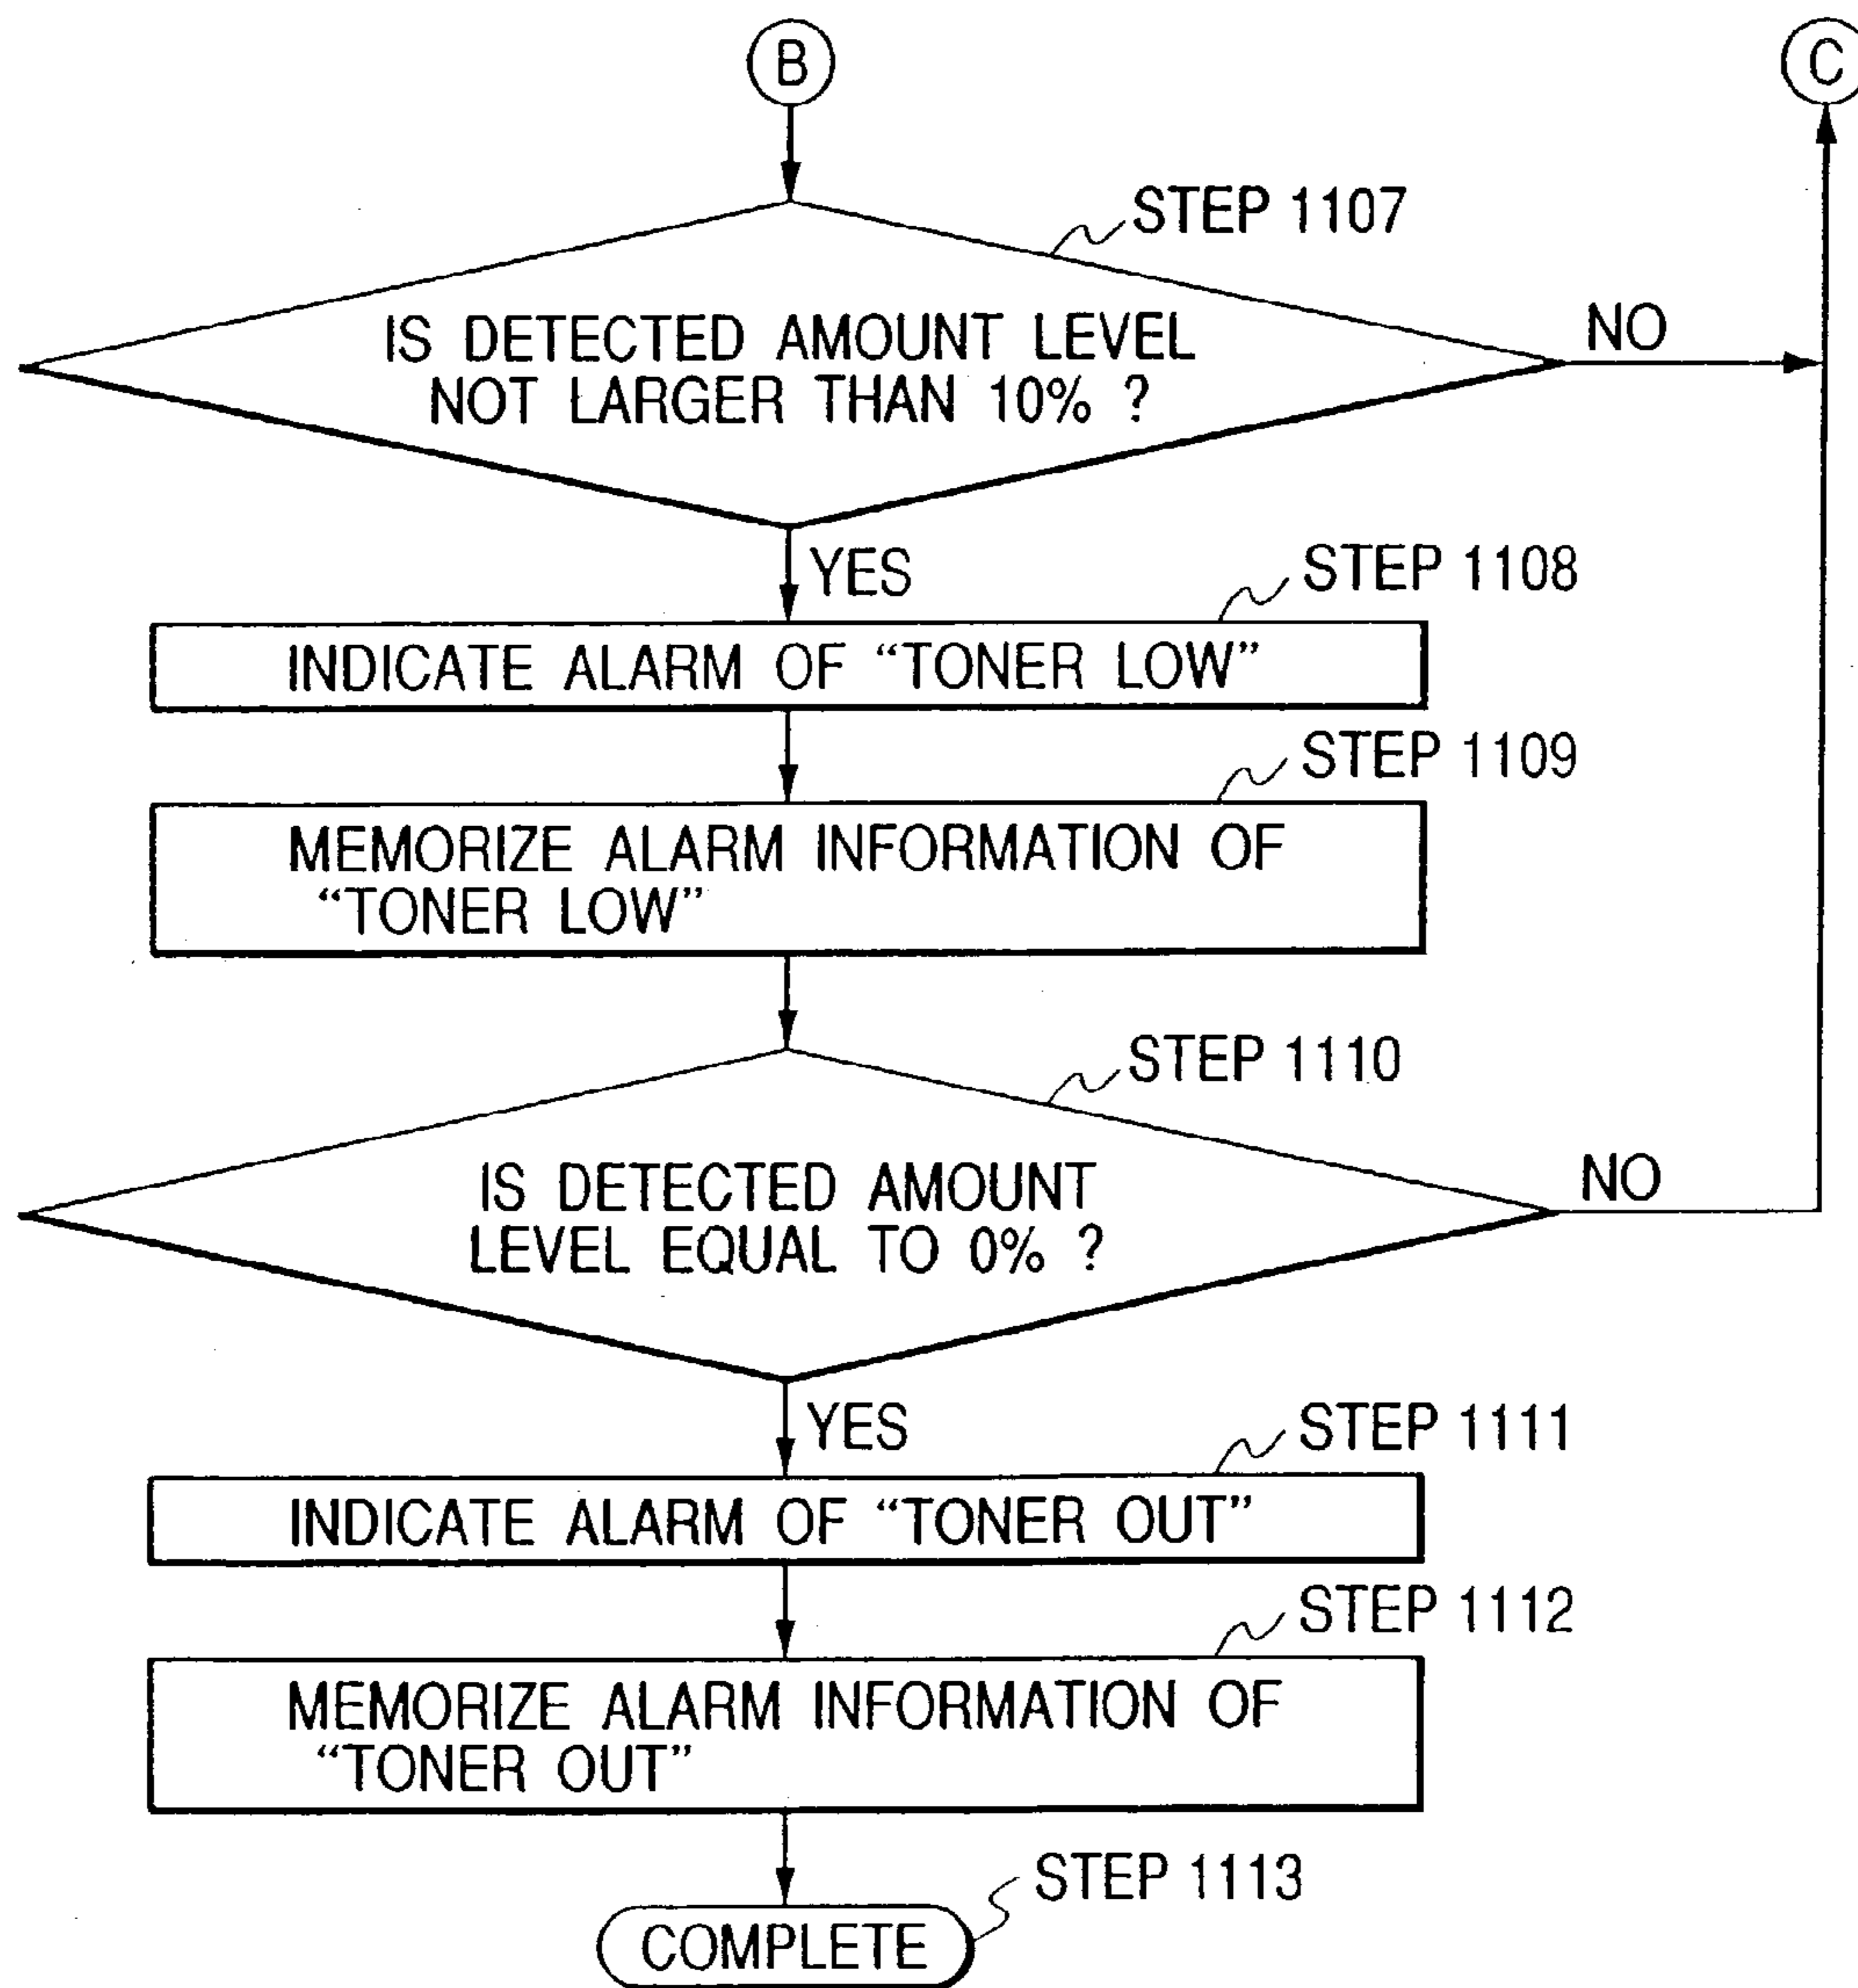 B
C
STEP 1107
IS DETECTED AMOUNT LEVEL
NOT LARGER THAN 10% ?
NO
YES
STEP 1108
INDICATE ALARM OF “TONER LOW”
STEP 1109
MEMORIZE ALARM INFORMATION OF
“TONER LOW”
STEP 1110
IS DETECTED AMOUNT
LEVEL EQUAL TO 0% ?
NO
YES
STEP 1111
INDICATE ALARM OF “TONER OUT”
STEP 1112
MEMORIZE ALARM INFORMATION OF
“TONER OUT”
STEP 1113
COMPLETE